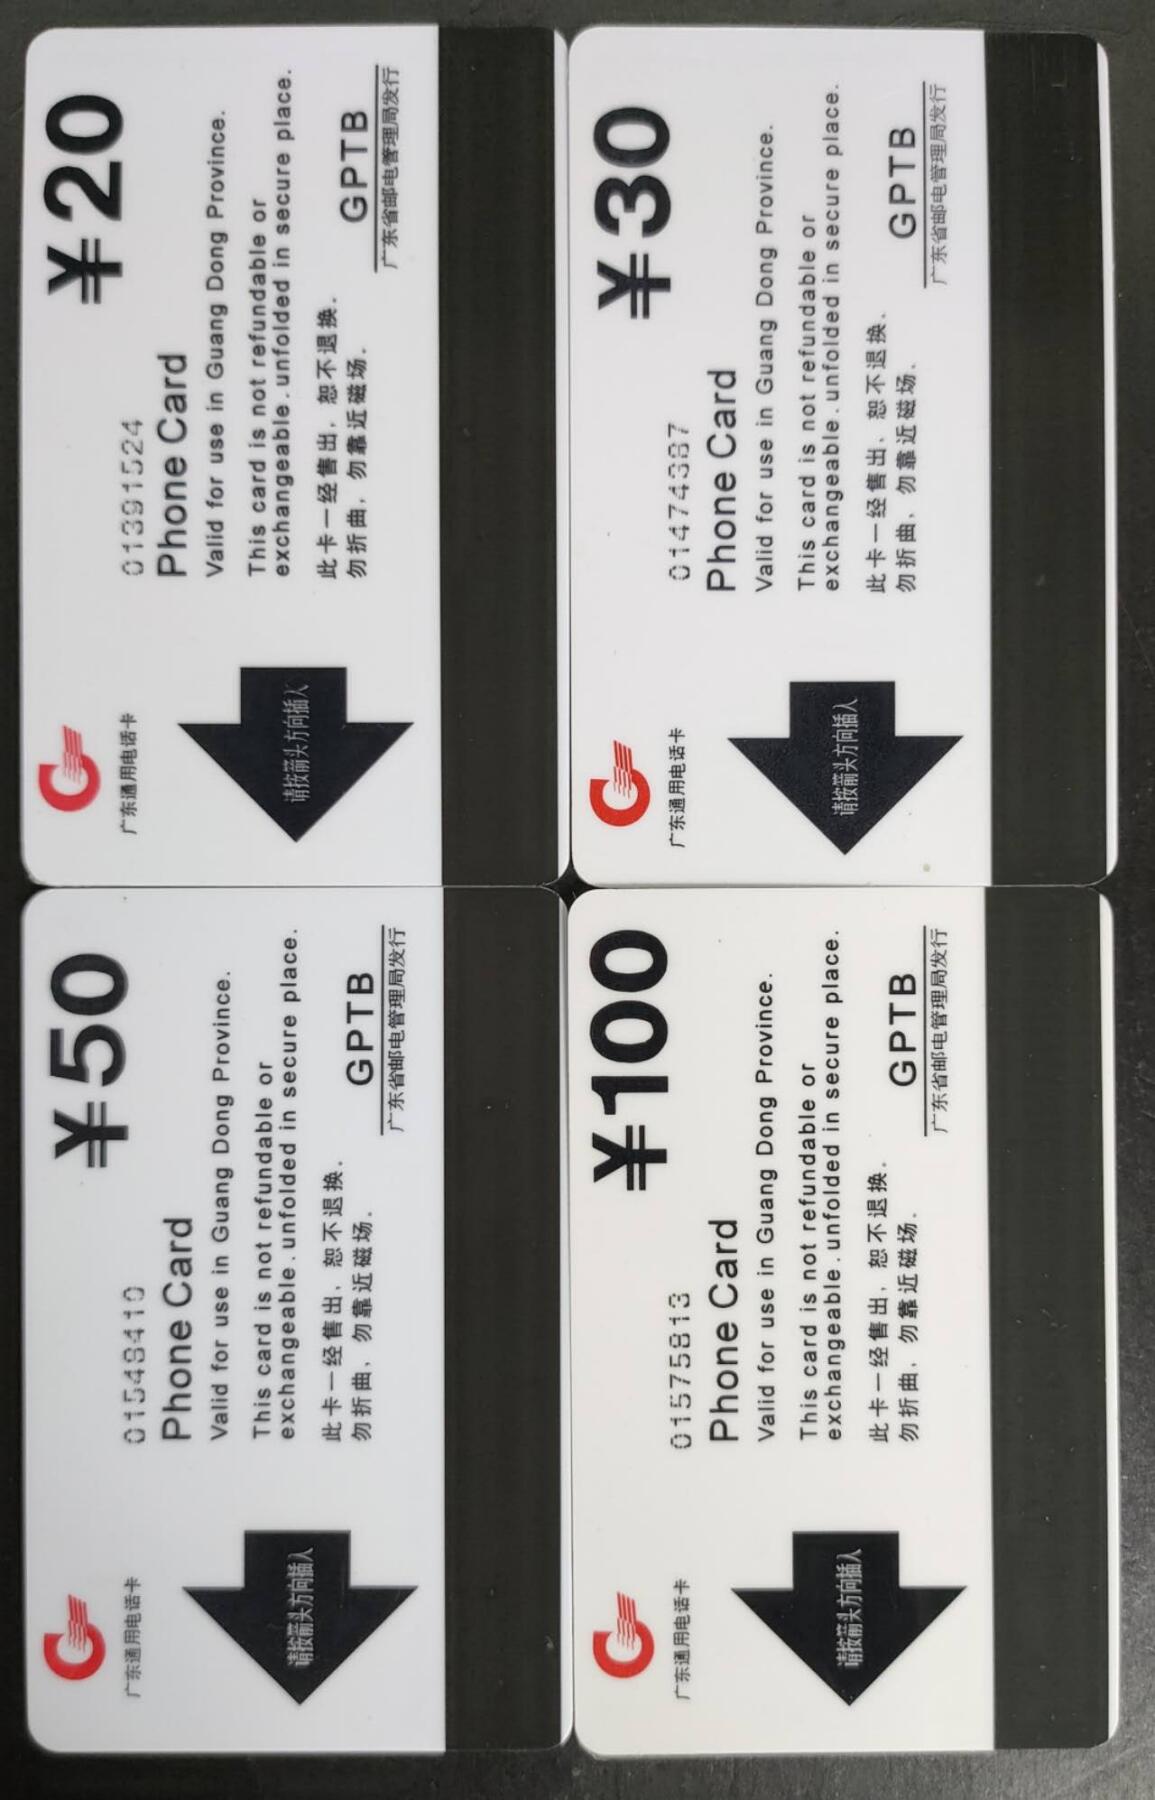 ¥20
01391524
Phone Card
Valid for use in Guang Dong Province.
This card is not refundable or
exchangeable.unfolded in secure place.
此卡一经售出，恕不退换.
勿折曲，勿靠近磁场.
GPTB
广东省邮电管理局发行
广东通用电话卡
请按箭头方向插入
¥30
01474387
Phone Card
Valid for use in Guang Dong Province.
This card is not refundable or
exchangeable.unfolded in secure place.
此卡一经售出，恕不退换.
勿折曲，勿靠近磁场.
GPTB
广东省邮电管理局发行
广东通用电话卡
请按箭头方向插入
¥50
01548410
Phone Card
Valid for use in Guang Dong Province.
This card is not refundable or
exchangeable.unfolded in secure place.
此卡一经售出，恕不退换.
勿折曲，勿靠近磁场.
GPTB
广东省邮电管理局发行
广东通用电话卡
请按箭头方向插入
¥100
01575813
Phone Card
Valid for use in Guang Dong Province.
This card is not refundable or
exchangeable.unfolded in secure place.
此卡一经售出，恕不退换.
勿折曲，勿靠近磁场.
GPTB
广东省邮电管理局发行
广东通用电话卡
请按箭头方向插入